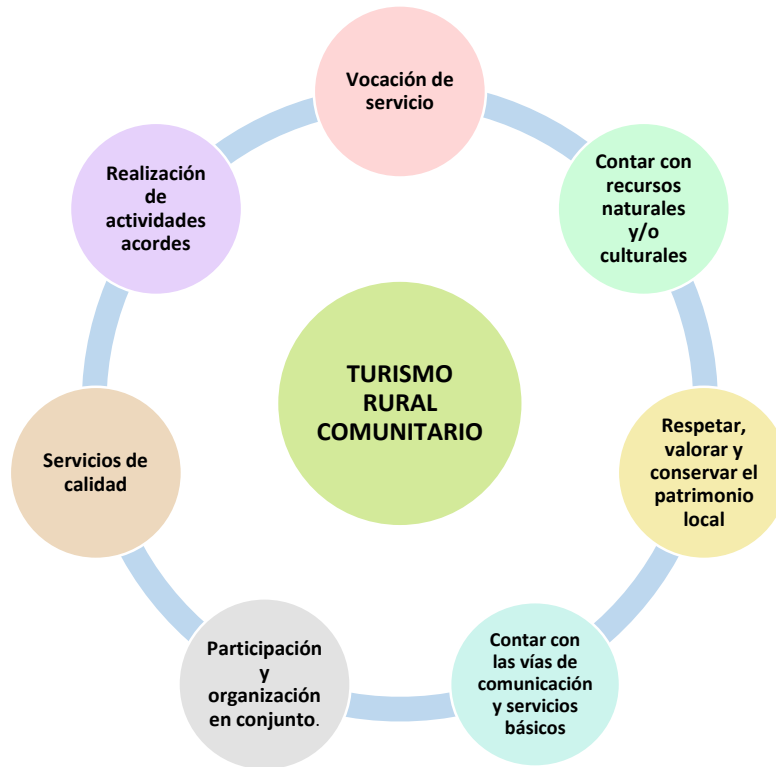 Vocación de
servicio
Contar con
recursos
naturales
y/o
culturales
Respetar,
valorar y
conservar el
patrimonio
local
Contar con
las vías de
comunicación
y servicios
básicos
Participación
y
organización
en conjunto.
Servicios de
calidad
Realización
de
actividades
acordes
TURISMO
RURAL
COMUNITARIO